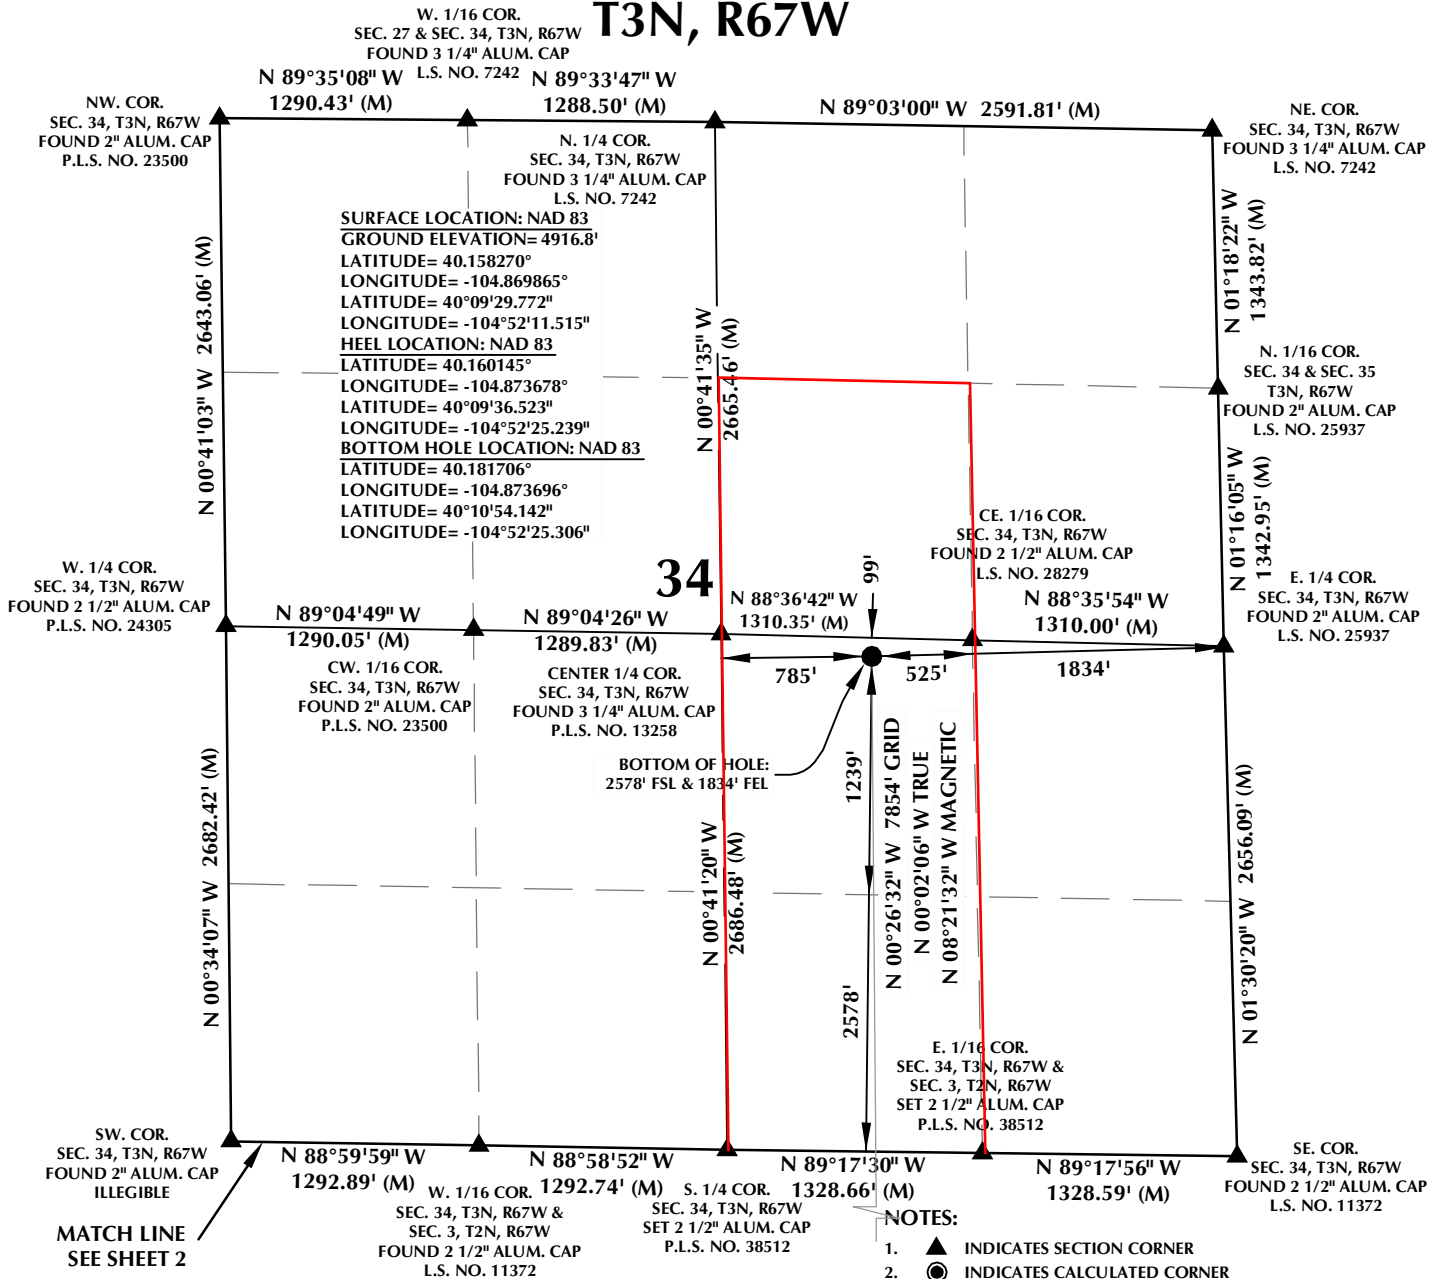 T3N, R67W
W. 1/16 COR.
SEC. 27 & SEC. 34, T3N, R67W
FOUND 3 1/4" ALUM. CAP
L.S. NO. 7242
N 89°35'08" W
1290.43' (M)
N 89°33'47" W
1288.50' (M)
N 89°03'00" W 2591.81' (M)
NW. COR.
SEC. 34, T3N, R67W
FOUND 2" ALUM. CAP
P.L.S. NO. 23500
N. 1/4 COR.
SEC. 34, T3N, R67W
FOUND 3 1/4" ALUM. CAP
L.S. NO. 7242
NE. COR.
SEC. 34, T3N, R67W
FOUND 3 1/4" ALUM. CAP
L.S. NO. 7242
SURFACE LOCATION: NAD 83
GROUND ELEVATION= 4916.8'
LATITUDE= 40.158270°
LONGITUDE= -104.869865°
LATITUDE= 40°09'29.772"
LONGITUDE= -104°52'11.515"
HEEL LOCATION: NAD 83
LATITUDE= 40.160145°
LONGITUDE= -104.873678°
LATITUDE= 40°09'36.523"
LONGITUDE= -104°52'25.239"
BOTTOM HOLE LOCATION: NAD 83
LATITUDE= 40.181706°
LONGITUDE= -104.873696°
LATITUDE= 40°10'54.142"
LONGITUDE= -104°52'25.306"
N 00°41'03" W 2643.06' (M)
N 00°41'35" W
2665.46' (M)
N 01°18'22" W
1343.82' (M)
N. 1/16 COR.
SEC. 34 & SEC. 35
T3N, R67W
FOUND 2" ALUM. CAP
L.S. NO. 25937
N 01°16'05" W
1342.95' (M)
CE. 1/16 COR.
SEC. 34, T3N, R67W
FOUND 2 1/2" ALUM. CAP
L.S. NO. 28279
W. 1/4 COR.
SEC. 34, T3N, R67W
FOUND 2 1/2" ALUM. CAP
P.L.S. NO. 24305
34
99'
E. 1/4 COR.
SEC. 34, T3N, R67W
FOUND 2" ALUM. CAP
L.S. NO. 25937
N 89°04'49" W
1290.05' (M)
N 89°04'26" W
1289.83' (M)
N 88°36'42" W
1310.35' (M)
N 88°35'54" W
1310.00' (M)
785'
525'
1834'
CW. 1/16 COR.
SEC. 34, T3N, R67W
FOUND 2" ALUM. CAP
P.L.S. NO. 23500
CENTER 1/4 COR.
SEC. 34, T3N, R67W
FOUND 3 1/4" ALUM. CAP
P.L.S. NO. 13258
BOTTOM OF HOLE:
2578' FSL & 1834' FEL
1239'
N 00°26'32" W 7854' GRID
N 00°02'06" W TRUE
N 08°21'32" W MAGNETIC
N 00°34'07" W 2682.42' (M)
N 00°41'20" W
2686.48' (M)
2578'
N 01°30'20" W 2656.09' (M)
E. 1/16 COR.
SEC. 34, T3N, R67W &
SEC. 3, T2N, R67W
SET 2 1/2" ALUM. CAP
P.L.S. NO. 38512
SW. COR.
SEC. 34, T3N, R67W
FOUND 2" ALUM. CAP
ILLEGIBLE
N 88°59'59" W
1292.89' (M)
N 88°58'52" W
1292.74' (M)
N 89°17'30" W
1328.66' (M)
N 89°17'56" W
1328.59' (M)
SE. COR.
SEC. 34, T3N, R67W
FOUND 2 1/2" ALUM. CAP
L.S. NO. 11372
MATCH LINE
SEE SHEET 2
W. 1/16 COR.
SEC. 34, T3N, R67W &
SEC. 3, T2N, R67W
FOUND 2 1/2" ALUM. CAP
L.S. NO. 11372
S. 1/4 COR.
SEC. 34, T3N, R67W
SET 2 1/2" ALUM. CAP
P.L.S. NO. 38512
NOTES:
1. INDICATES SECTION CORNER
2. INDICATES CALCULATED CORNER